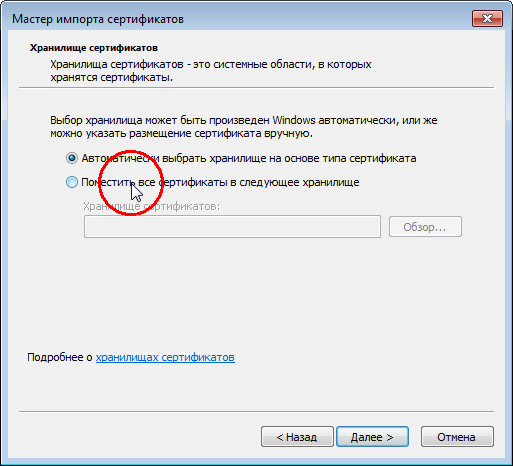 Мастер импорта сертификатов
Хранилище сертификатов
Хранилища сертификатов - это системные области, в которых
хранятся сертификаты.
Выбор хранилища может быть произведен Windows автоматически, или же
можно указать размещение сертификата вручную.
Автоматически выбрать хранилище на основе типа сертификата
Поместить все сертификаты в следующее хранилище
Хранилище сертификатов:
Обзор...
Подробнее о хранилищах сертификатов
< Назад
Далее >
Отмена